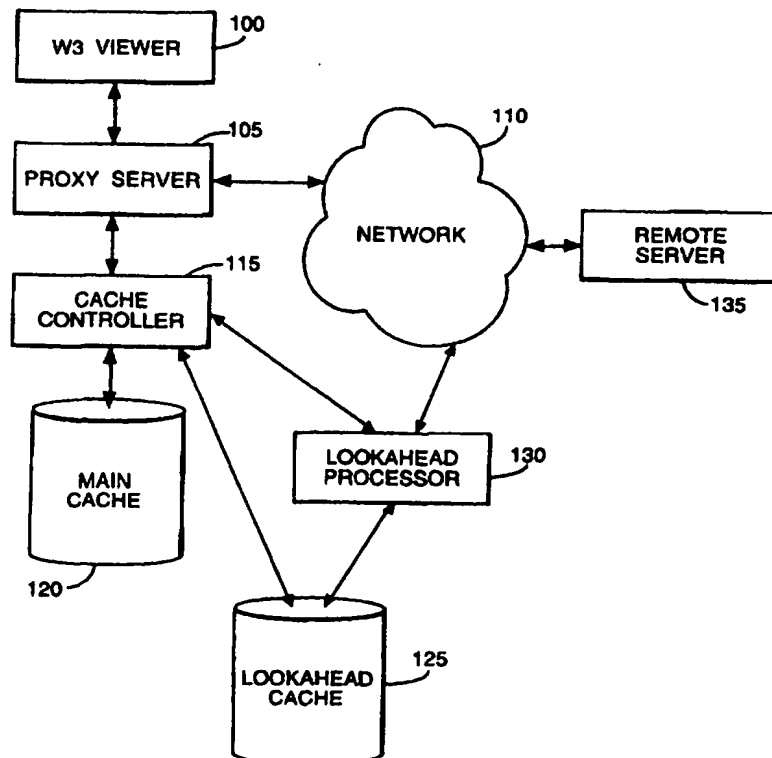 100
W3 VIEWER
105
PROXY SERVER
110
NETWORK
REMOTE
SERVER
135
115
CACHE
CONTROLLER
LOOKAHEAD
PROCESSOR
130
MAIN
CACHE
120
125
LOOKAHEAD
CACHE